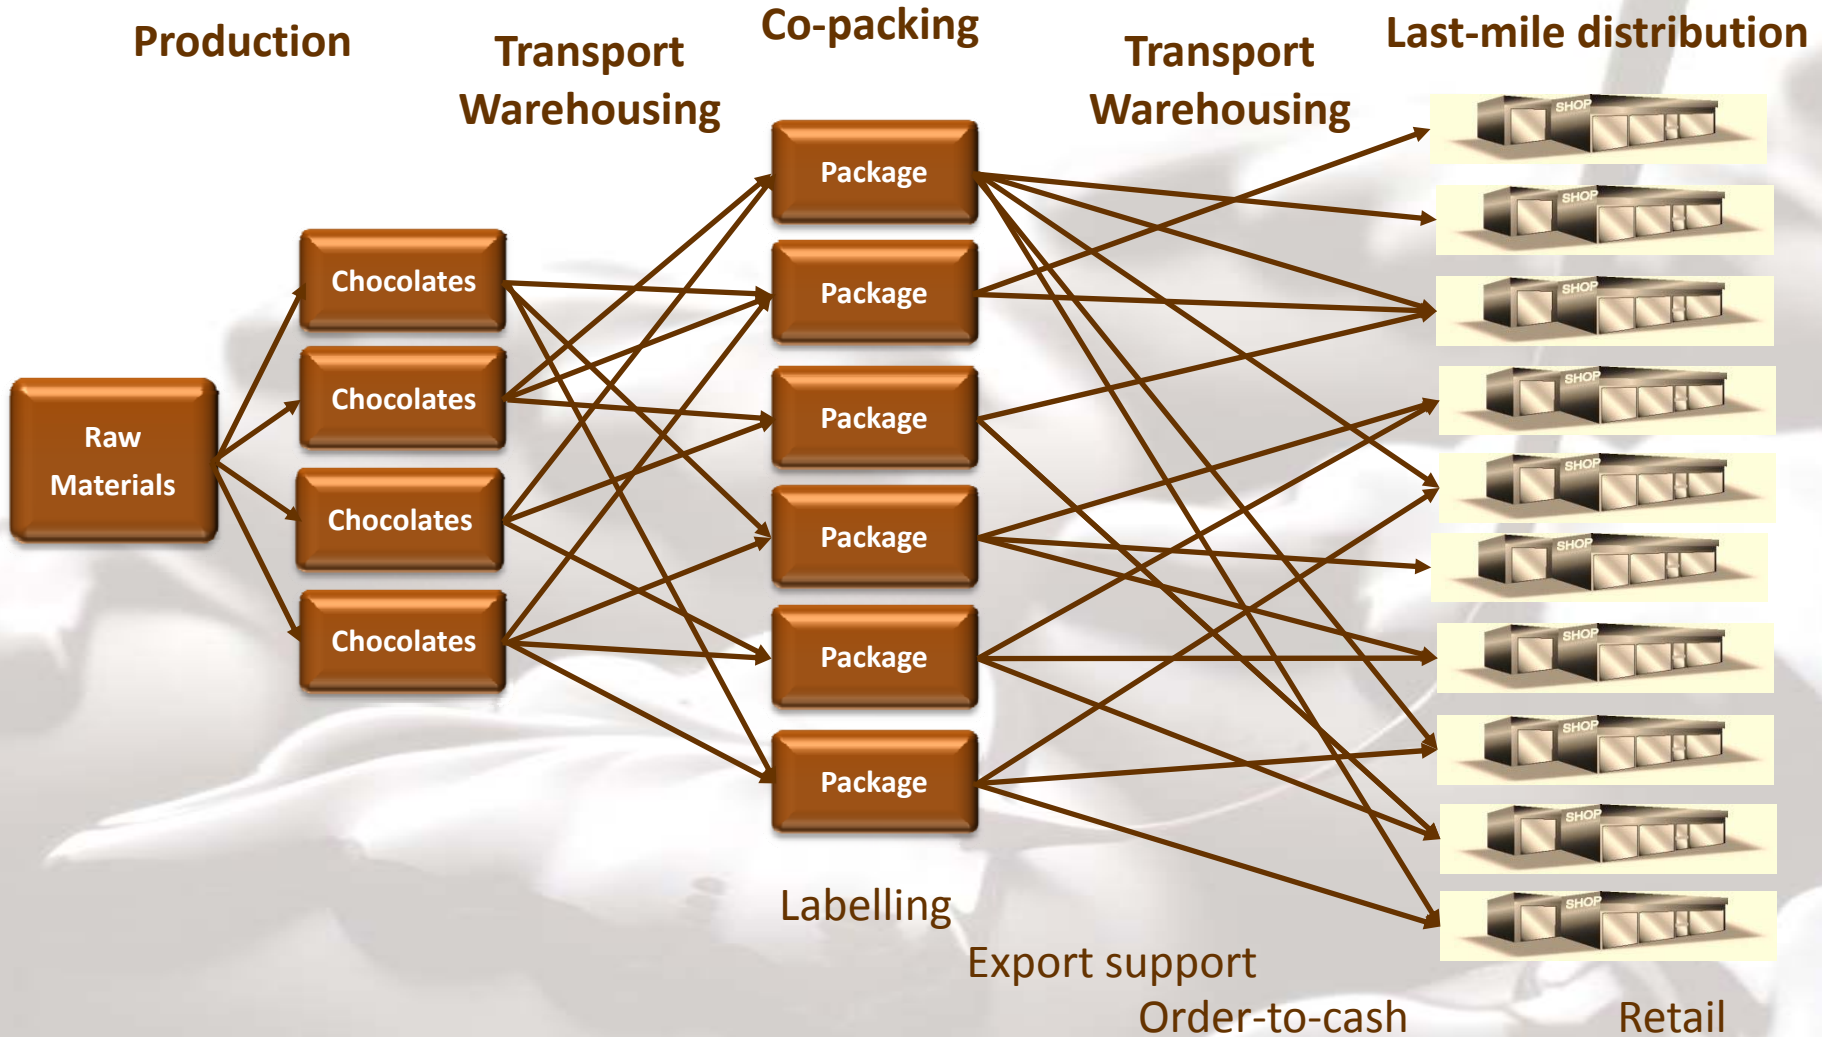 Production
Transport
Warehousing
Co-packing
Transport
Warehousing
Last-mile distribution
Raw
Materials
Chocolates
Chocolates
Chocolates
Chocolates
Package
Package
Package
Package
Package
Package
SHOP
SHOP
SHOP
SHOP
SHOP
SHOP
SHOP
SHOP
SHOP
SHOP
Labelling
Export support
Order-to-cash
Retail